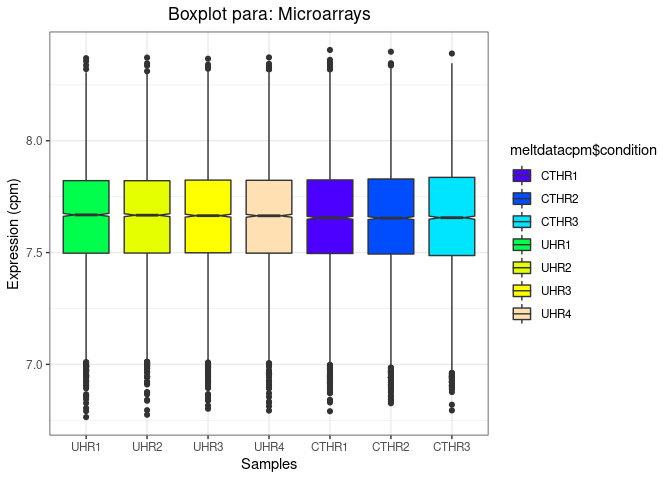 Boxplot para: Microarrays
Expression (cpm)
8.0
7.5
7.0
UHR1 UHR2 UHR3 UHR4 CTHR1 CTHR2 CTHR3
Samples
meltdatacpm$condition
CTHR1
CTHR2
CTHR3
UHR1
UHR2
UHR3
UHR4